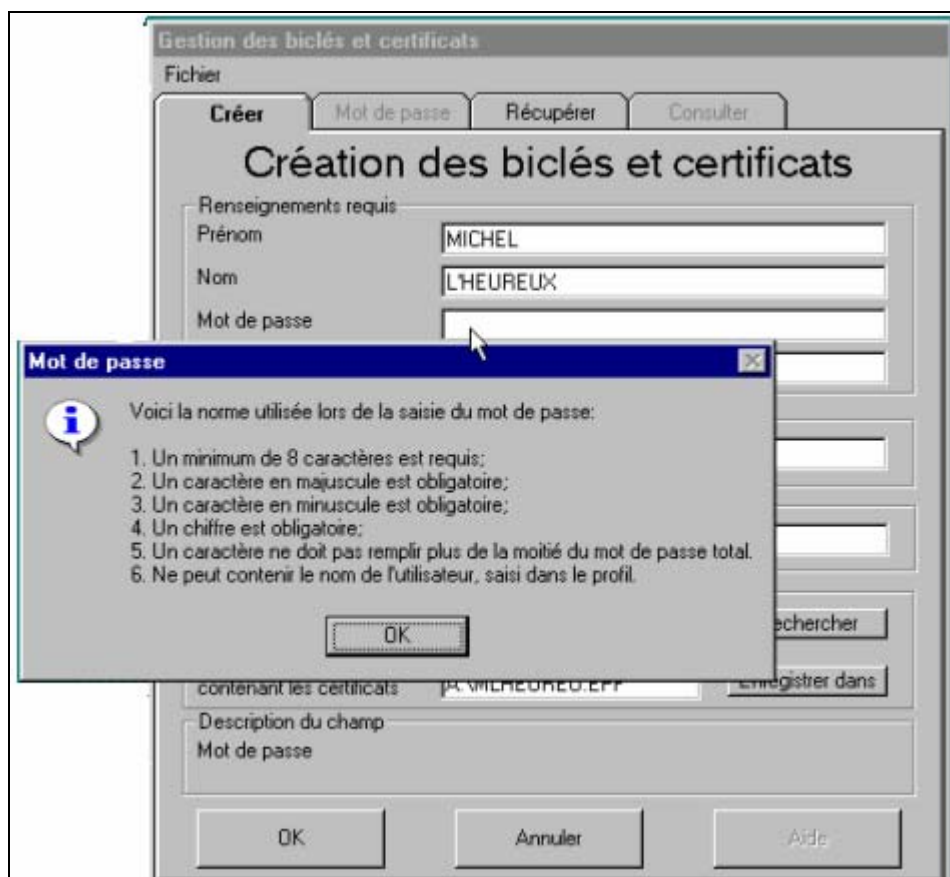 Gestion des biclés et certificats
Fichier
Créer Mot de passe Récupérer Consulter
Création des biclés et certificats
Renseignements requis
Prénom MICHEL
Nom L'HEUREUX
Mot de passe
Mot de passe
Voici la norme utilisée lors de la saisie du mot de passe:
1. Un minimum de 8 caractères est requis;
2. Un caractère en majuscule est obligatoire;
3. Un caractère en minuscule est obligatoire;
4. Un chiffre est obligatoire;
5. Un caractère ne doit pas remplir plus de la moitié du mot de passe total.
6. Ne peut contenir le nom de l'utilisateur, saisi dans le profil.
OK
echercher
contenant les certificats A:\MLHEUREU.EPF Enregistrer dans
Description du champ
Mot de passe
OK Annuler Aide